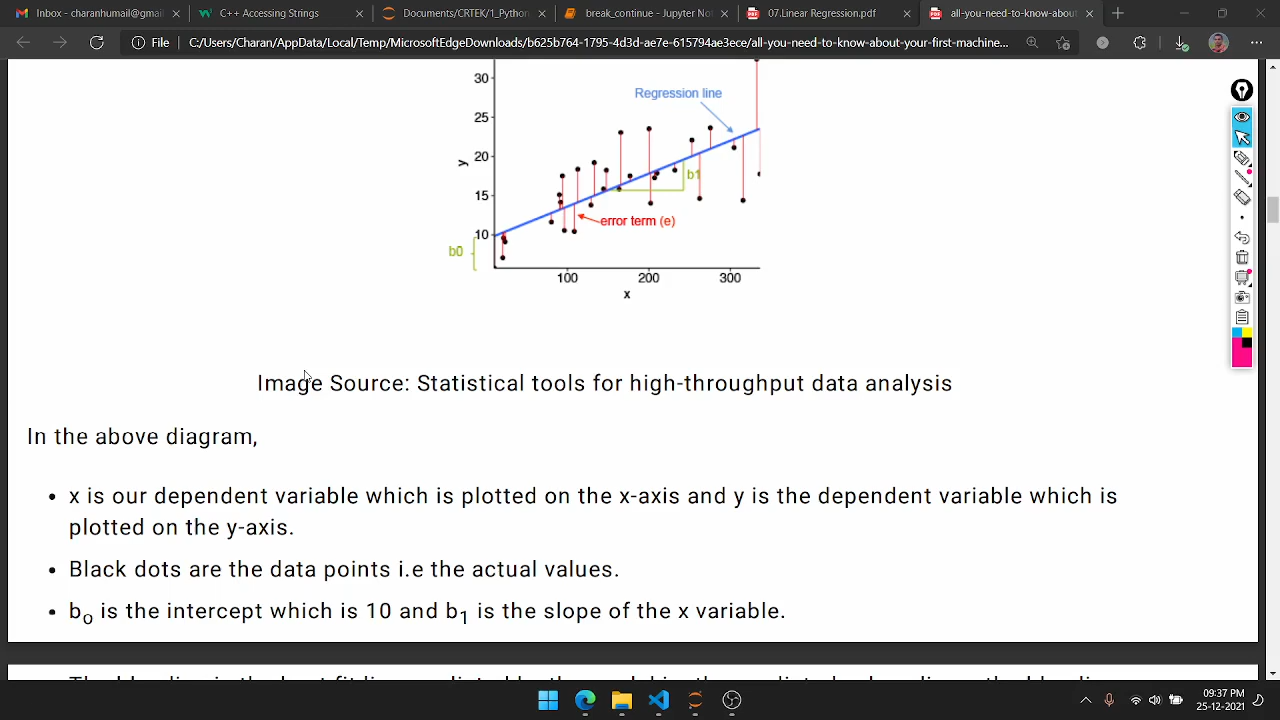 Inbox - charanhumail@gmail
C++ Accessing Strings
Documents/CRTEK/1_Python_
break_continue - Jupyter Not
07.Linear Regression.pdf
all-you-need-to-know-about
File
C:/Users/Charan/AppData/Local/Temp/MicrosoftEdgeDownloads/b625b764-1795-4d3d-ae7e-615794ae3ece/all-you-need-to-know-about-your-first-machine...
30
Regression line
25
y
20
b1
15
error term (e)
10
b0
100
200
300
x
Image Source: Statistical tools for high-throughput data analysis
In the above diagram,
• x is our dependent variable which is plotted on the x-axis and y is the dependent variable which is
plotted on the y-axis.
• Black dots are the data points i.e the actual values.
• bo is the intercept which is 10 and b1 is the slope of the x variable.
09:37 PM
25-12-2021